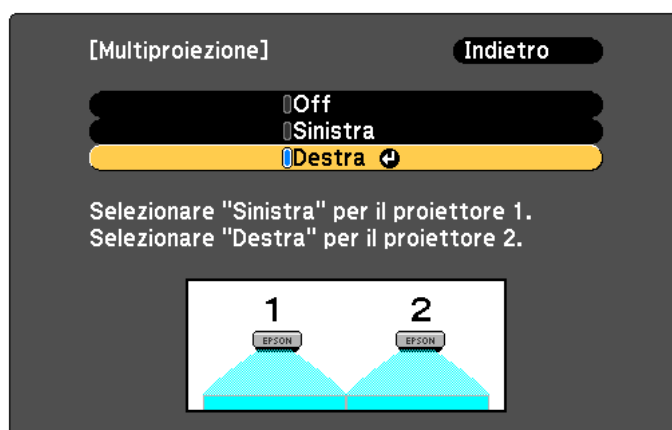 [Multiproiezione]
Indietro
Off
Sinistra
Destra
Selezionare "Sinistra" per il proiettore 1.
Selezionare "Destra" per il proiettore 2.
1 2
EPSON EPSON